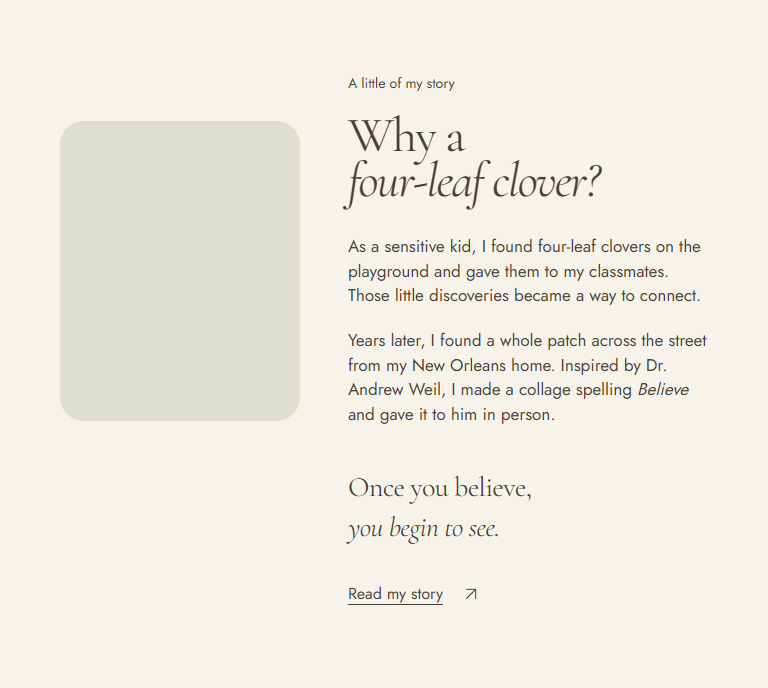 A little of my story
Why a
four-leaf clover?
As a sensitive kid, I found four-leaf clovers on the
playground and gave them to my classmates.
Those little discoveries became a way to connect.
Years later, I found a whole patch across the street
from my New Orleans home. Inspired by Dr.
Andrew Weil, I made a collage spelling Believe
and gave it to him in person.
Once you believe,
you begin to see.
Read my story